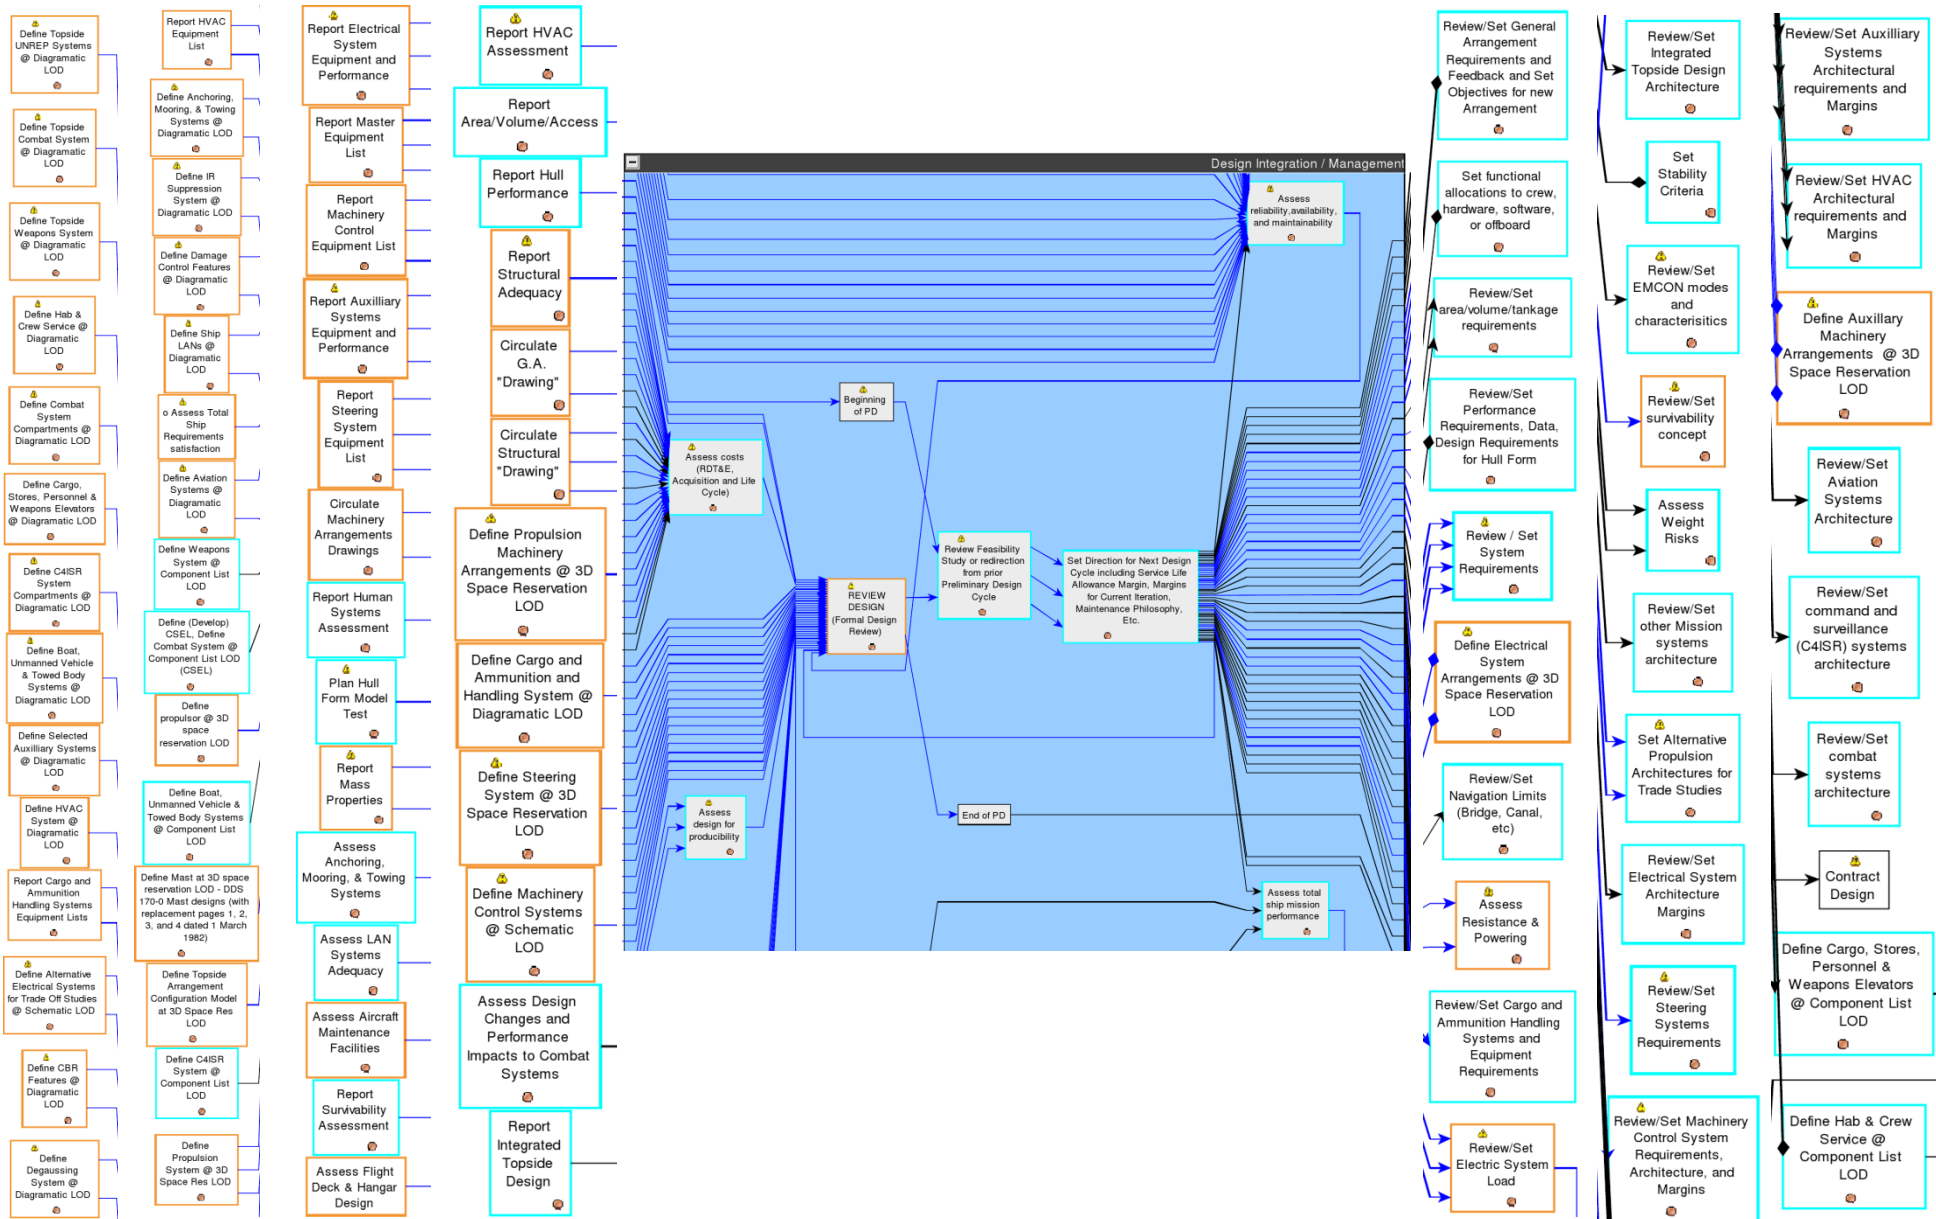 Define Topside
UNREP Systems
@ Diagramatic
LOD
Define Topside
Combat System
@ Diagramatic
LOD
Define Topside
Weapons System
@ Diagramatic
LOD
Define Hab &
Crew Service @
Diagramatic
LOD
Define Combat
System
Compartments @
Diagramatic LOD
Define Cargo,
Stores, Personnel &
Weapons Elevators
@ Diagramatic LOD
Define C4ISR
System
Compartments @
Diagramatic LOD
Define Boat,
Unmanned Vehicle
& Towed Body
Systems @
Diagramatic LOD
Define Selected
Auxilliary Systems
@ Diagramatic
LOD
Define HVAC
System @
Diagramatic
LOD
Report Cargo and
Ammunition
Handling Systems
Equipment Lists
Define Alternative
Electrical Systems
for Trade Off Studies
@ Schematic LOD
Define CBR
Features @
Diagramatic
LOD
Define
Degaussing
System @
Diagramatic LOD
Report HVAC
Equipment
List
Define Anchoring,
Mooring, & Towing
Systems @
Diagramatic LOD
Define IR
Suppression
System @
Diagramatic LOD
Define Damage
Control Features
@ Diagramatic
LOD
Define Ship
LANs @
Diagramatic
LOD
o Assess Total
Ship
Requirements
satisfaction
Define Aviation
Systems @
Diagramatic
LOD
Define Weapons
System @
Component List
LOD
Define (Develop)
CSEL, Define
Combat System @
Component List LOD
(CSEL)
Define
propulsor @ 3D
space
reservation LOD
Define Boat,
Unmanned Vehicle &
Towed Body Systems
@ Component List
LOD
Define Mast at 3D space
reservation LOD - DDS
170-0 Mast designs (with
replacement pages 1, 2,
3, and 4 dated 1 March
1982)
Define Topside
Arrangement
Configuration Model
at 3D Space Res
LOD
Define C4ISR
System @
Component List
LOD
Define
Propulsion
System @ 3D
Space Res LOD
Report Electrical
System
Equipment and
Performance
Report Master
Equipment
List
Report
Machinery
Control
Equipment List
Report Auxilliary
Systems
Equipment and
Performance
Report
Steering
System
Equipment
List
Circulate
Machinery
Arrangements
Drawings
Report Human
Systems
Assessment
Plan Hull
Form Model
Test
Report
Mass
Properties
Assess
Anchoring,
Mooring, & Towing
Systems
Assess LAN
Systems
Adequacy
Assess Aircraft
Maintenance
Facilities
Report
Survivability
Assessment
Assess Flight
Deck & Hangar
Design
Report HVAC
Assessment
Report
Area/Volume/Access
Report Hull
Performance
Report
Structural
Adequacy
Circulate
G.A.
"Drawing"
Circulate
Structural
"Drawing"
Define Propulsion
Machinery
Arrangements @ 3D
Space Reservation
LOD
Define Cargo and
Ammunition and
Handling System @
Diagramatic LOD
Define Steering
System @ 3D
Space Reservation
LOD
Define Machinery
Control Systems
@ Schematic
LOD
Assess Design
Changes and
Performance
Impacts to Combat
Systems
Report
Integrated
Topside
Design
Design Integration / Management
Assess
reliability,availability,
and maintainability
Beginning
of PD
Assess costs
(RDT&E,
Acquisition and Life
Cycle)
REVIEW
DESIGN
(Formal Design
Review)
Review Feasibility
Study or redirection
from prior
Preliminary Design
Cycle
Set Direction for Next Design
Cycle including Service Life
Allowance Margin, Margins
for Current Iteration,
Maintenance Philosophy,
Etc.
Assess
design for
producibility
End of PD
Assess total
ship mission
performance
Review/Set General
Arrangement
Requirements and
Feedback and Set
Objectives for new
Arrangement
Set functional
allocations to crew,
hardware, software,
or offboard
Review/Set
area/volume/tankage
requirements
Review/Set
Performance
Requirements, Data,
Design Requirements
for Hull Form
Review / Set
System
Requirements
Define Electrical
System
Arrangements @ 3D
Space Reservation
LOD
Review/Set
Navigation Limits
(Bridge, Canal,
etc)
Assess
Resistance &
Powering
Review/Set Cargo and
Ammunition Handling
Systems and
Equipment
Requirements
Review/Set
Electric System
Load
Review/Set
Integrated
Topside Design
Architecture
Set
Stability
Criteria
Review/Set
EMCON modes
and
characterisitics
Review/Set
survivability
concept
Assess
Weight
Risks
Review/Set
other Mission
systems
architecture
Set Alternative
Propulsion
Architectures for
Trade Studies
Review/Set
Electrical System
Architecture
Margins
Review/Set
Steering
Systems
Requirements
Review/Set Machinery
Control System
Requirements,
Architecture, and
Margins
Review/Set Auxilliary
Systems
Architectural
requirements and
Margins
Review/Set HVAC
Architectural
requirements and
Margins
Define Auxillary
Machinery
Arrangements @ 3D
Space Reservation
LOD
Review/Set
Aviation
Systems
Architecture
Review/Set
command and
surveillance
(C4ISR) systems
architecture
Review/Set
combat
systems
architecture
Contract
Design
Define Cargo, Stores,
Personnel &
Weapons Elevators
@ Component List
LOD
Define Hab & Crew
Service @
Component List
LOD